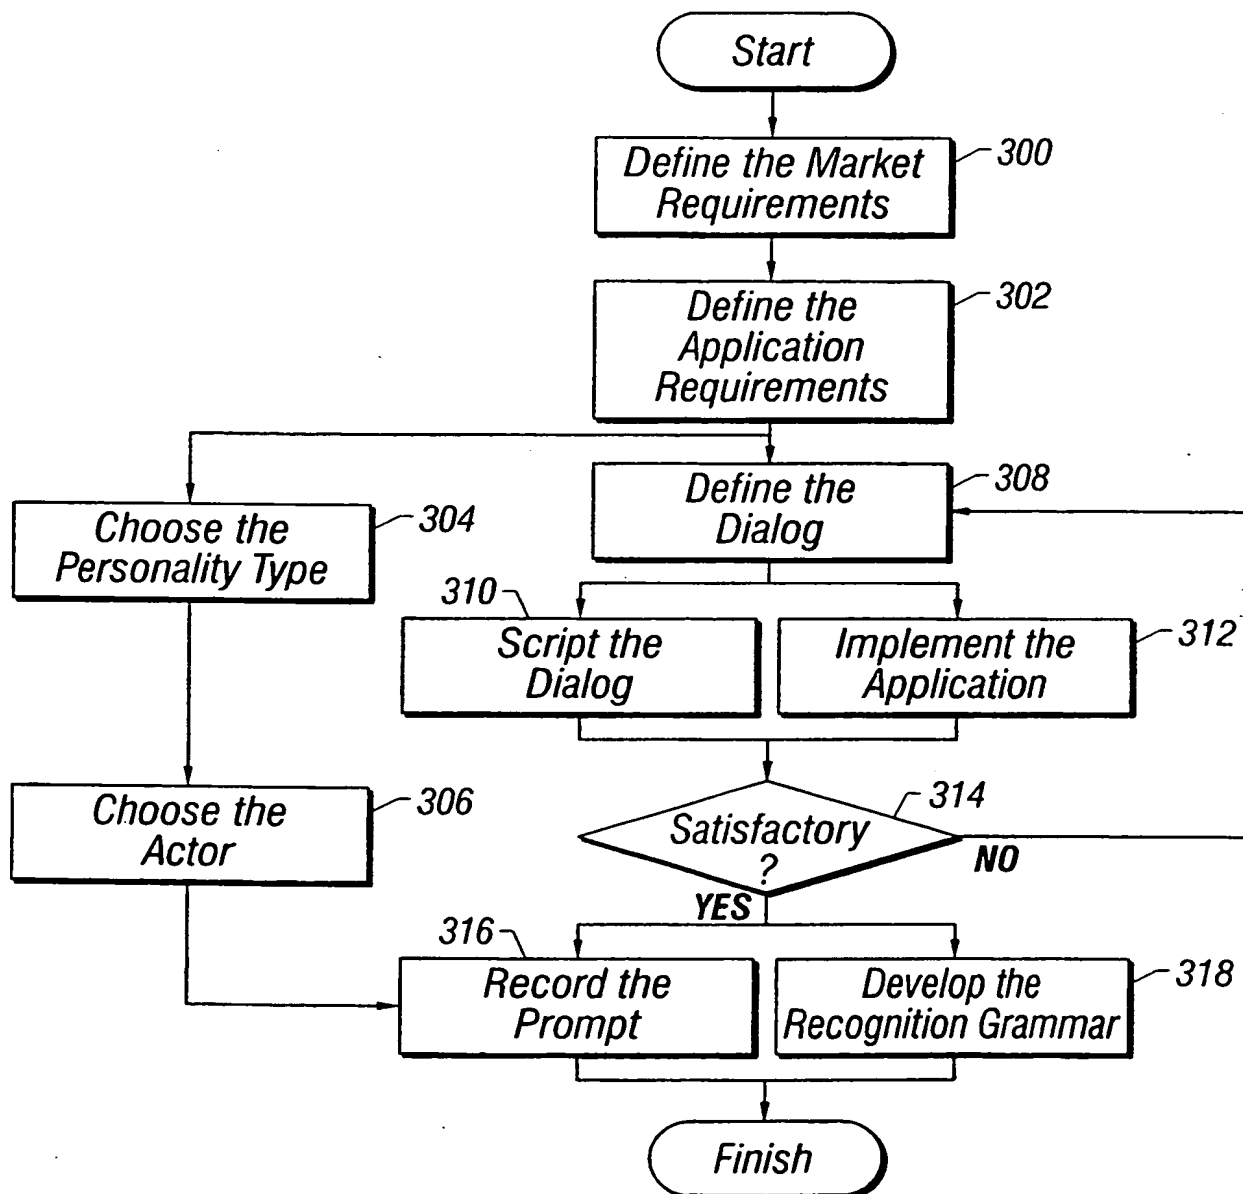 Start
Define the Market
Requirements
300
Define the
Application
Requirements
302
Define the
Dialog
308
Choose the
Personality Type
304
310
Script the
Dialog
Implement the
Application
312
Choose the
Actor
306
Satisfactory
?
314
NO
YES
316
Record the
Prompt
Develop the
Recognition Grammar
318
Finish